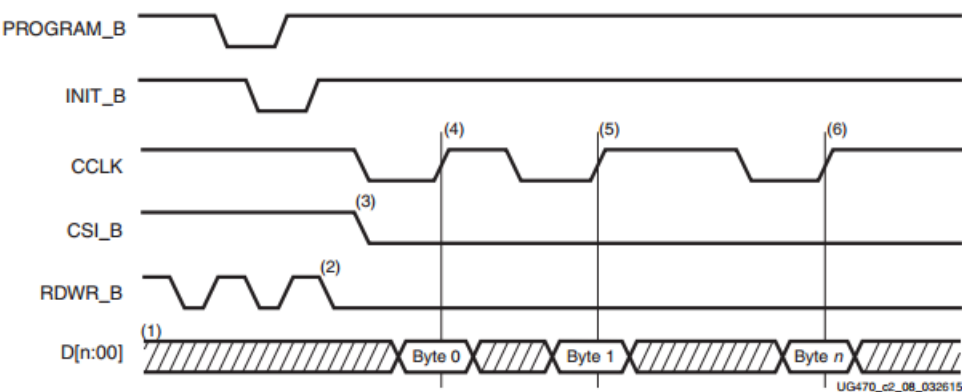 PROGRAM_B
INIT_B
(4) (5) (6)
CCLK
(3)
CSI_B
(2)
RDWR_B
(1)
D[n:00] Byte 0 Byte 1 Byte n
UG470_c2_08_032615